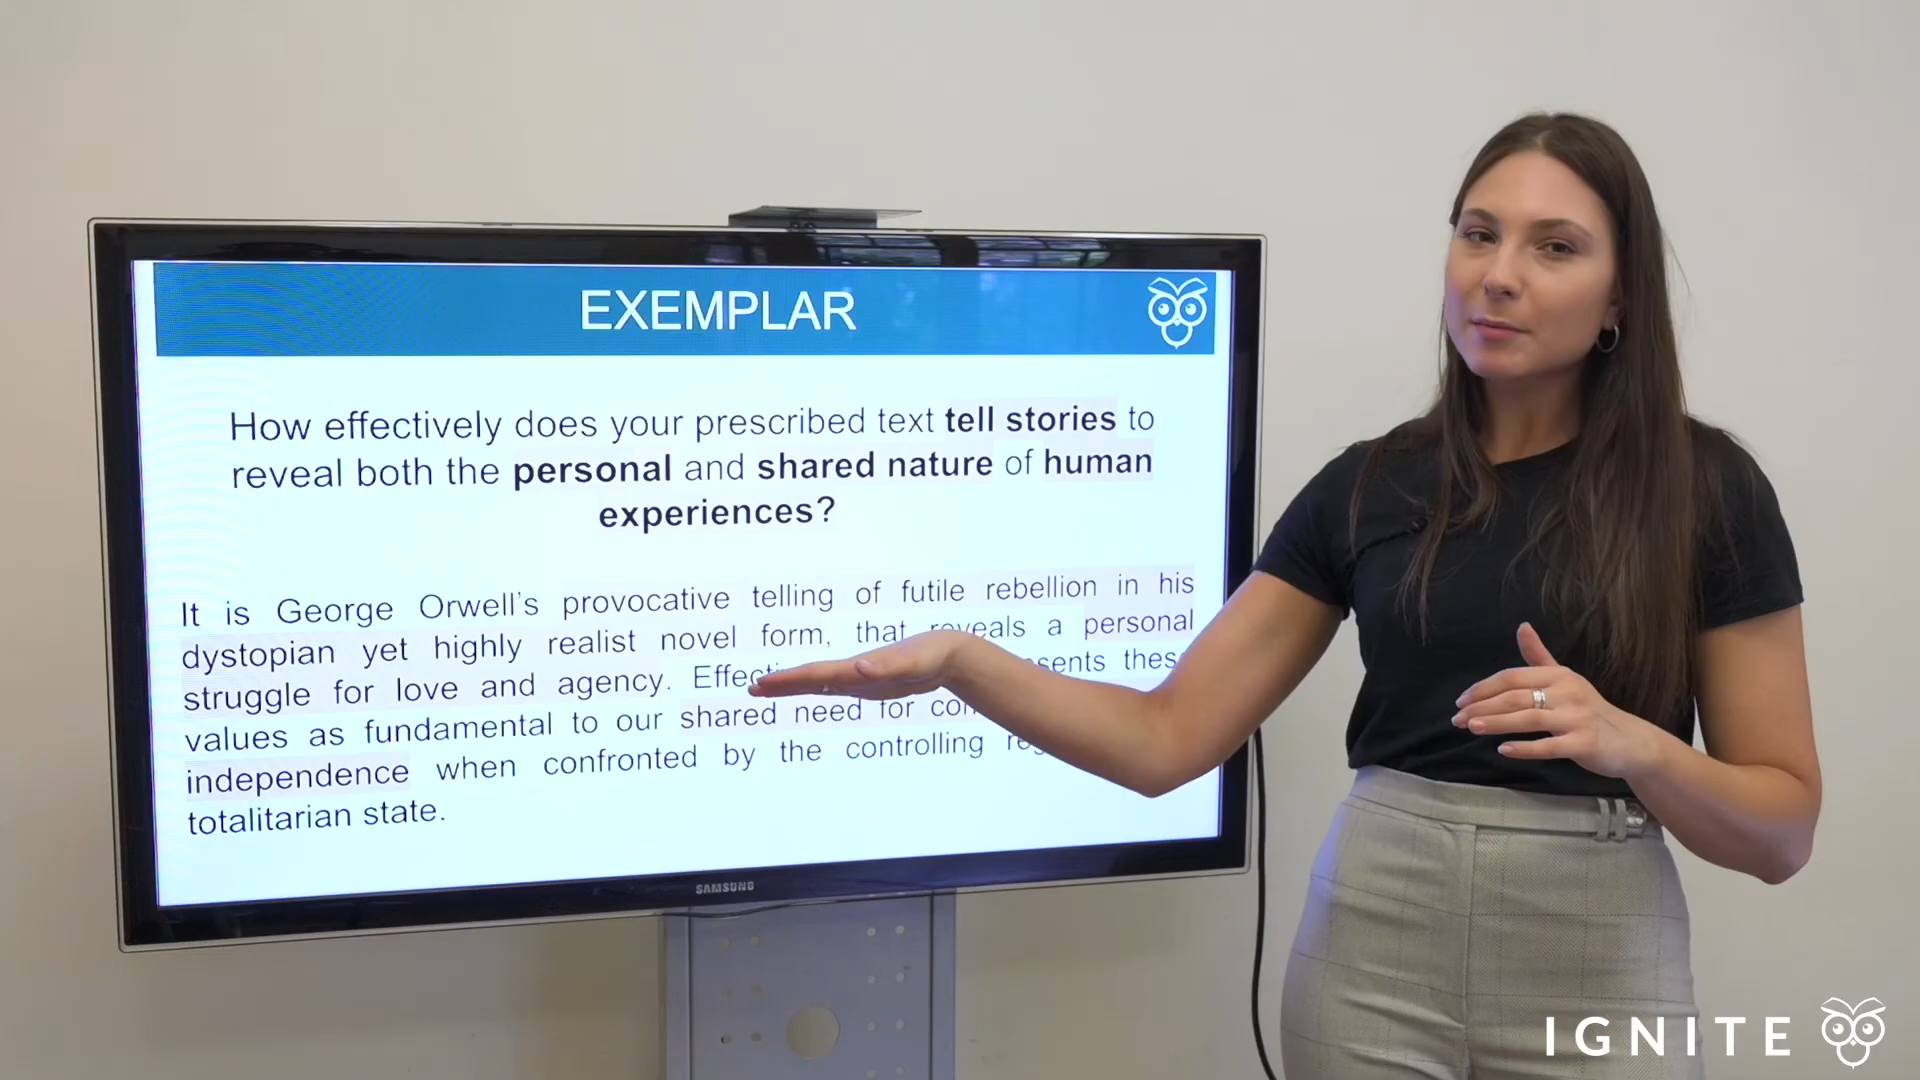 EXEMPLAR
How effectively does your prescribed text tell stories to
reveal both the personal and shared nature of human
experiences?
It is George Orwell's provocative telling of futile rebellion in his
dystopian yet highly realist novel form, that reveals a personal
struggle for love and agency. these
values as fundamental to our shared need for
independence when confronted by the controlling
totalitarian state.
SAMSUNG
IGNITE